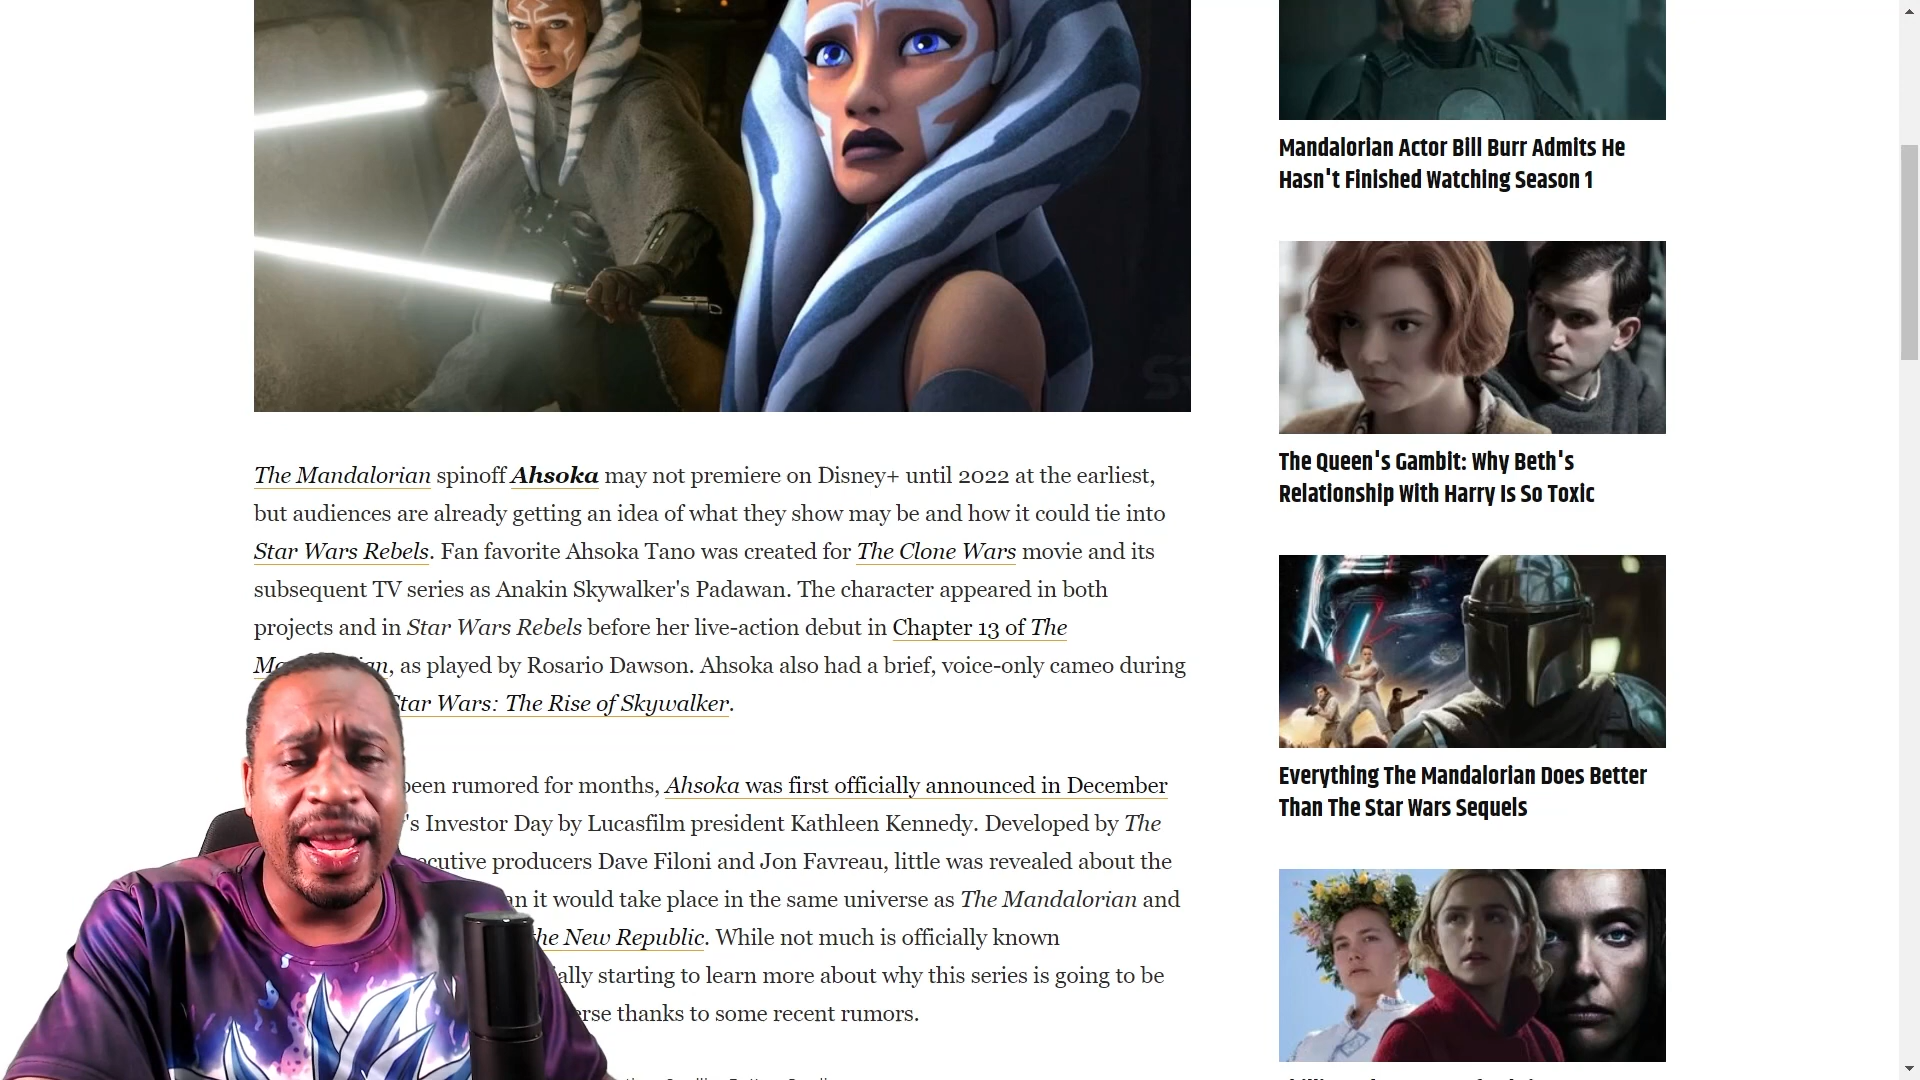 The Mandalorian spinoff Ahsoka may not premiere on Disney+ until 2022 at the earliest,
but audiences are already getting an idea of what they show may be and how it could tie into
Star Wars Rebels. Fan favorite Ahsoka Tano was created for The Clone Wars movie and its
subsequent TV series as Anakin Skywalker's Padawan. The character appeared in both
projects and in Star Wars Rebels before her live-action debut in Chapter 13 of The
, as played by Rosario Dawson. Ahsoka also had a brief, voice-only cameo during
Star Wars: The Rise of Skywalker.
been rumored for months, Ahsoka was first officially announced in December
's Investor Day by Lucasfilm president Kathleen Kennedy. Developed by The
producers Dave Filoni and Jon Favreau, little was revealed about the
it would take place in the same universe as The Mandalorian and
the New Republic. While not much is officially known
starting to learn more about why this series is going to be
thanks to some recent rumors.
Mandalorian Actor Bill Burr Admits He
Hasn't Finished Watching Season 1
The Queen's Gambit: Why Beth's
Relationship With Harry Is So Toxic
Everything The Mandalorian Does Better
Than The Star Wars Sequels